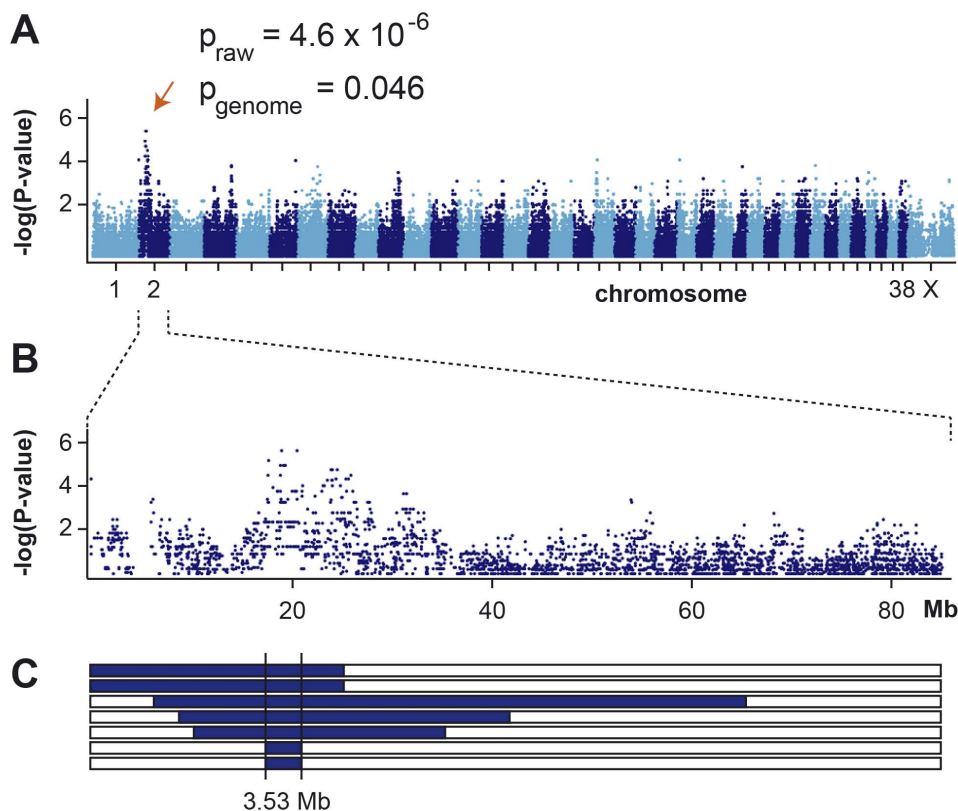 A
p_raw = 4.6 x 10^-6
p_genome = 0.046
-log(P-value)
6
4
2
1 2 chromosome 38 X
B
-log(P-value)
6
4
2
20 40 60 80 Mb
C
3.53 Mb